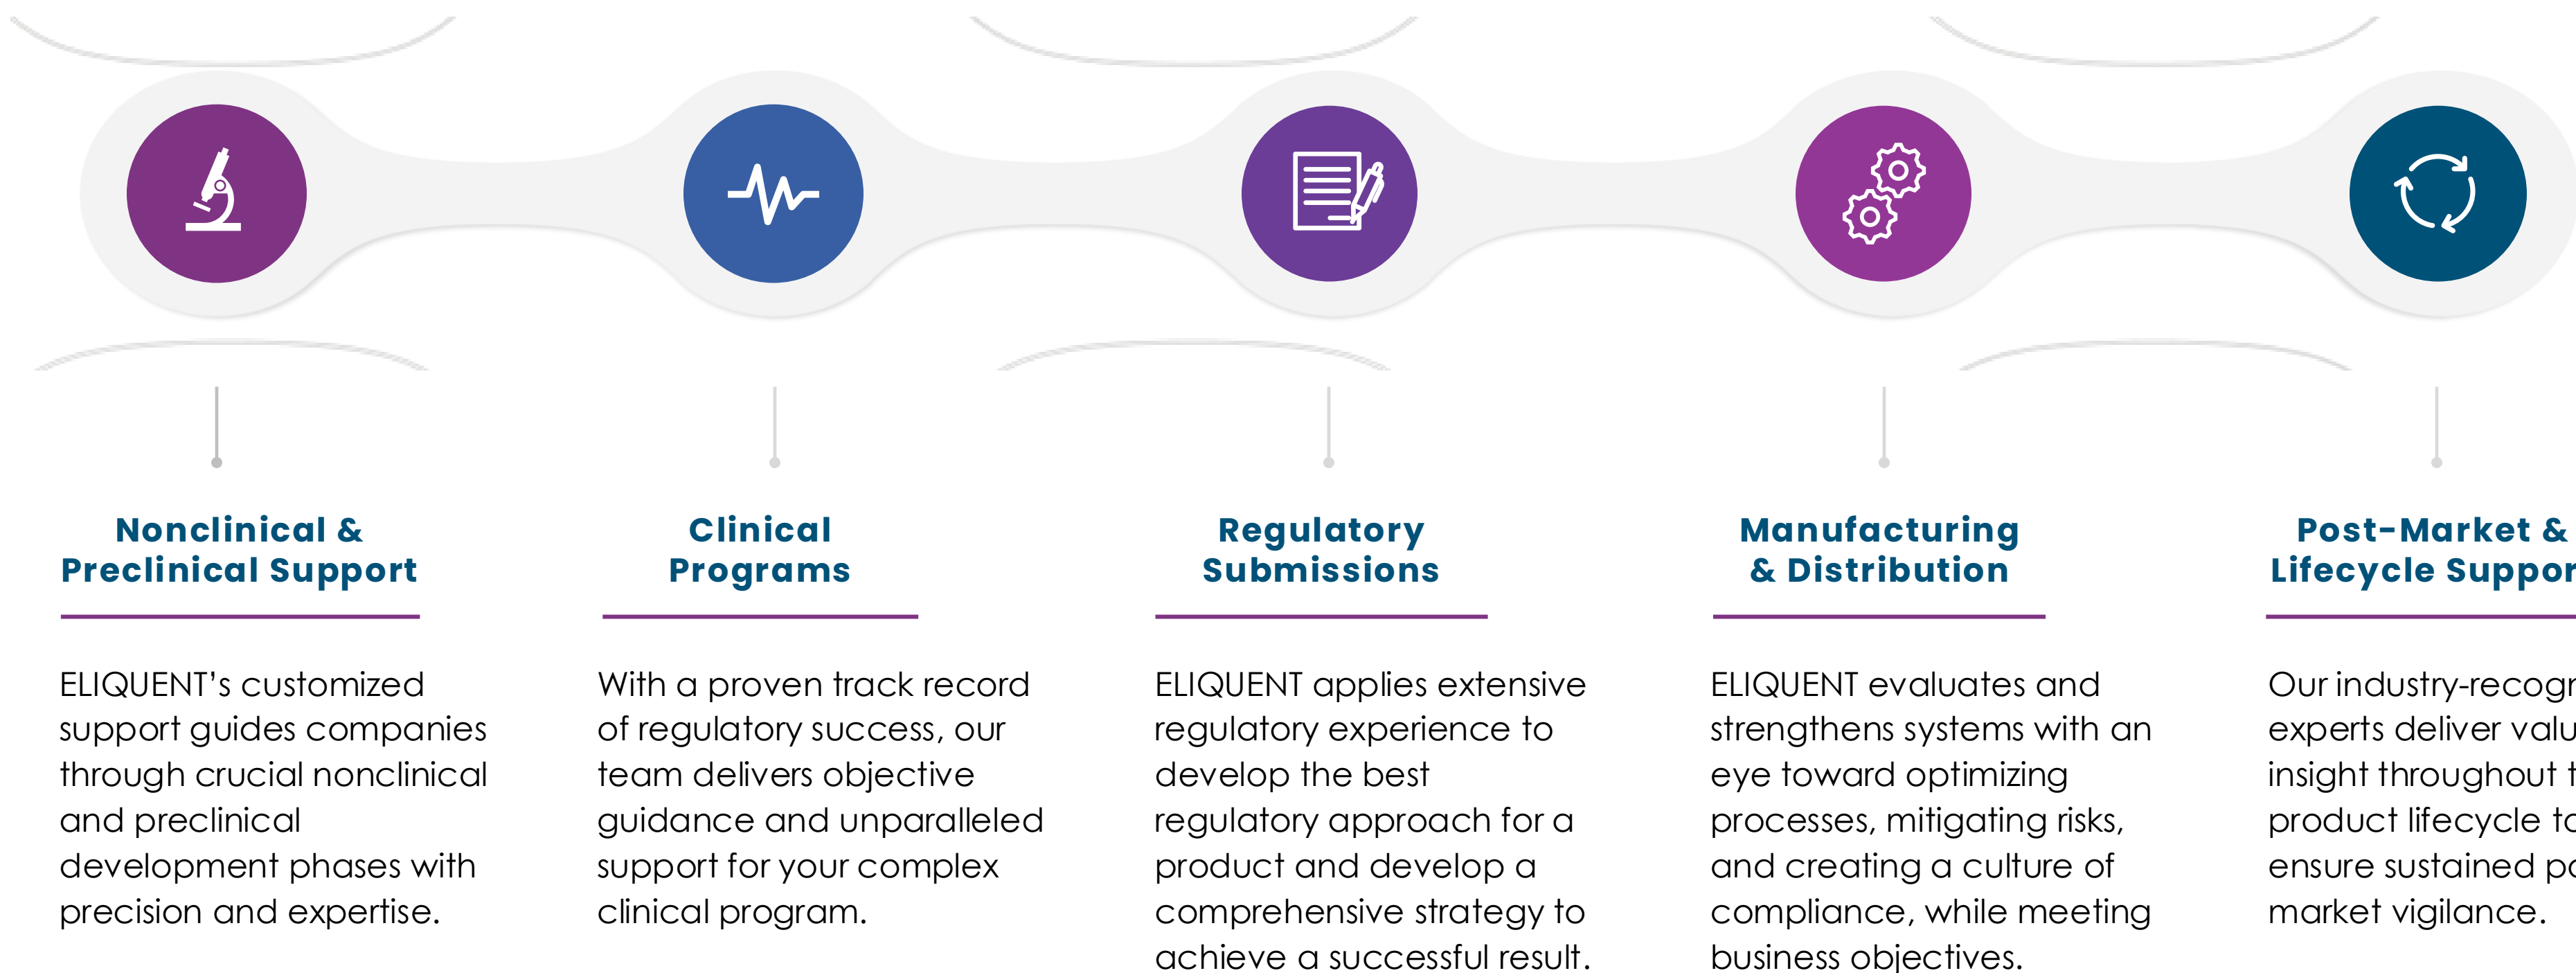 Nonclinical &
Preclinical Support
ELIQUENT’s customized
support guides companies
through crucial nonclinical
and preclinical
development phases with
precision and expertise.
Clinical
Programs
With a proven track record
of regulatory success, our
team delivers objective
guidance and unparalleled
support for your complex
clinical program.
Regulatory
Submissions
ELIQUENT applies extensive
regulatory experience to
develop the best
regulatory approach for a
product and develop a
comprehensive strategy to
achieve a successful result.
Manufacturing
& Distribution
ELIQUENT evaluates and
strengthens systems with an
eye toward optimizing
processes, mitigating risks,
and creating a culture of
compliance, while meeting
business objectives.
Post-Market &
Lifecycle
Our
experts deliver
insight throughout
product lifecycle
ensure sustained
market vigilance.